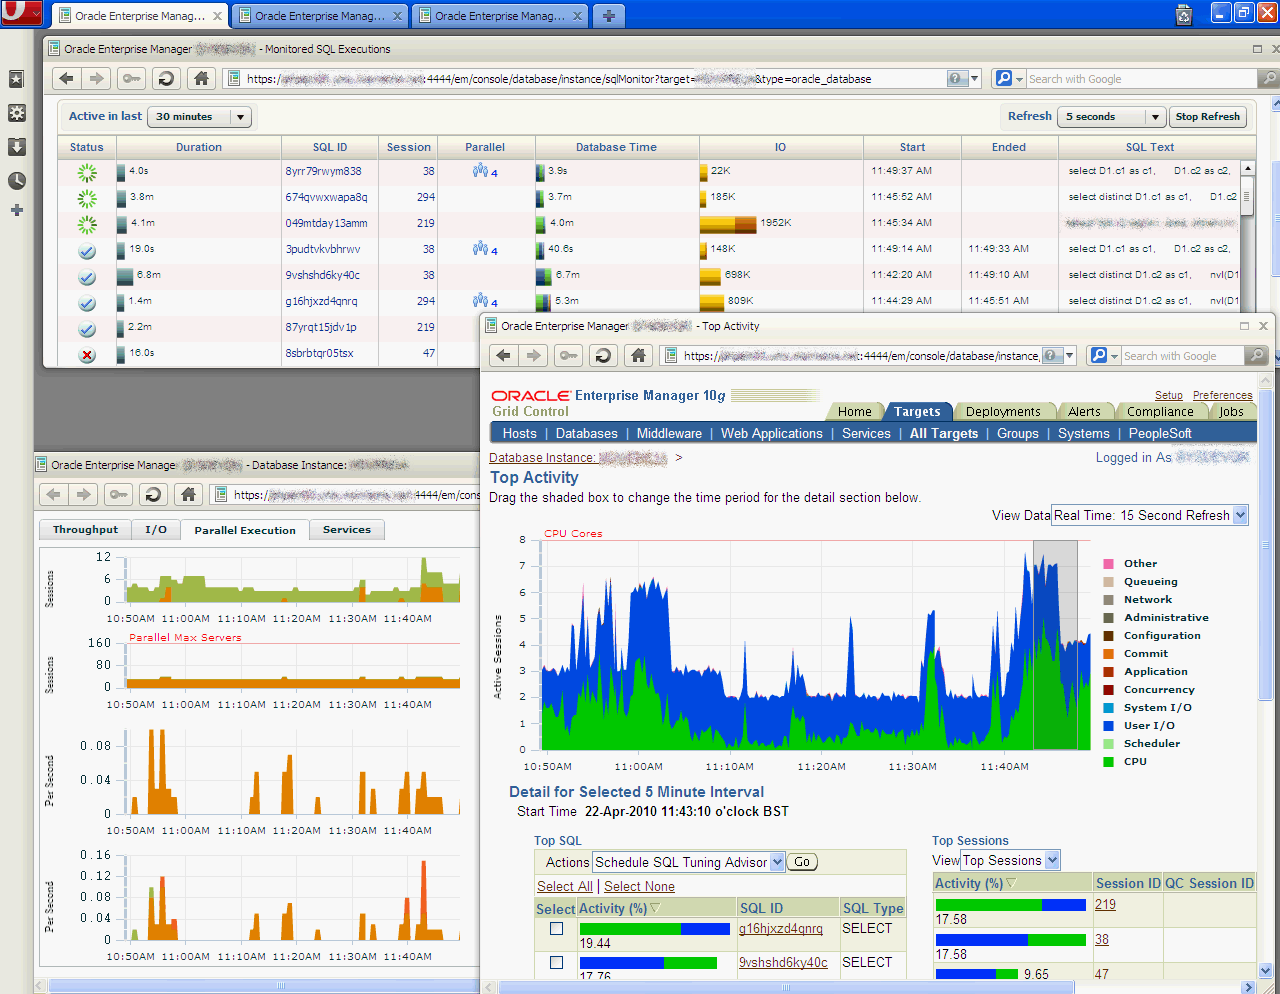 Oracle Enterprise Manag...
Oracle Enterprise Manag...
Oracle Enterprise Manag...
Oracle Enterprise Manager - Monitored SQL Executions
https:// :4444/em/console/database/instance/sqlMonitor?target= &type=oracle_database
Search with Google
Active in last 30 minutes
Refresh 5 seconds Stop Refresh
Status Duration SQL ID Session Parallel Database Time IO Start Ended SQL Text
4.0s 8yrr79rwym838 38 4 3.9s 22K 11:49:37 AM select D1.c1 as c1, D1.c2 as c2,
3.8m 674qvwxwapa8q 294 3.7m 185K 11:45:52 AM select distinct D1.c1 as c1, D1.c2
4.1m 049mtday13amm 219 4.0m 1952K 11:45:34 AM
19.0s 3pudtvkvbhrwv 38 4 40.6s 148K 11:49:14 AM 11:49:33 AM select D1.c1 as c1, D1.c2 as c2,
6.8m 9vshshd6ky40c 38 6.7m 698K 11:42:20 AM 11:49:10 AM select distinct D1.c2 as c1, nvl(D1
1.4m g16hjxzd4qnrq 294 4 5.3m 809K 11:44:29 AM 11:45:51 AM select distinct D1.c2 as c1, nvl(D1
2.2m 87yrqt15jdv1p 219
16.0s 8sbrbtqr05tsx 47
Oracle Enterprise Manager - Top Activity
https:// :4444/em/console/database/instance,
Search with Google
ORACLE Enterprise Manager 10g
Grid Control
Setup Preferences
Home Targets Deployments Alerts Compliance Jobs
Hosts | Databases | Middleware | Web Applications | Services | All Targets | Groups | Systems | PeopleSoft
Database Instance: >
Logged in As
Top Activity
Drag the shaded box to change the time period for the detail section below.
View Data Real Time: 15 Second Refresh
CPU Cores
Active Sessions
8
7
6
5
4
3
2
1
0
10:50AM 11:00AM 11:10AM 11:20AM 11:30AM 11:40AM
Other
Queueing
Network
Administrative
Configuration
Commit
Application
Concurrency
System I/O
User I/O
Scheduler
CPU
Detail for Selected 5 Minute Interval
Start Time 22-Apr-2010 11:43:10 o'clock BST
Top SQL
Actions Schedule SQL Tuning Advisor Go
Select All | Select None
Select Activity (%) SQL ID SQL Type
19.44 g16hjxzd4qnrq SELECT
17.76 9vshshd6ky40c SELECT
Top Sessions
View Top Sessions
Activity (%) Session ID QC Session ID
17.58 219
17.58 38
9.65 47
Oracle Enterprise Manager - Database Instance:
https:// :4444/em/cons
Throughput I/O Parallel Execution Services
Sessions
12
6
0
10:50AM 11:00AM 11:10AM 11:20AM 11:30AM 11:40AM
Parallel Max Servers
Sessions
160
80
0
10:50AM 11:00AM 11:10AM 11:20AM 11:30AM 11:40AM
Per Second
0.08
0.04
0
10:50AM 11:00AM 11:10AM 11:20AM 11:30AM 11:40AM
Per Second
0.16
0.12
0.08
0.04
0
10:50AM 11:00AM 11:10AM 11:20AM 11:30AM 11:40AM